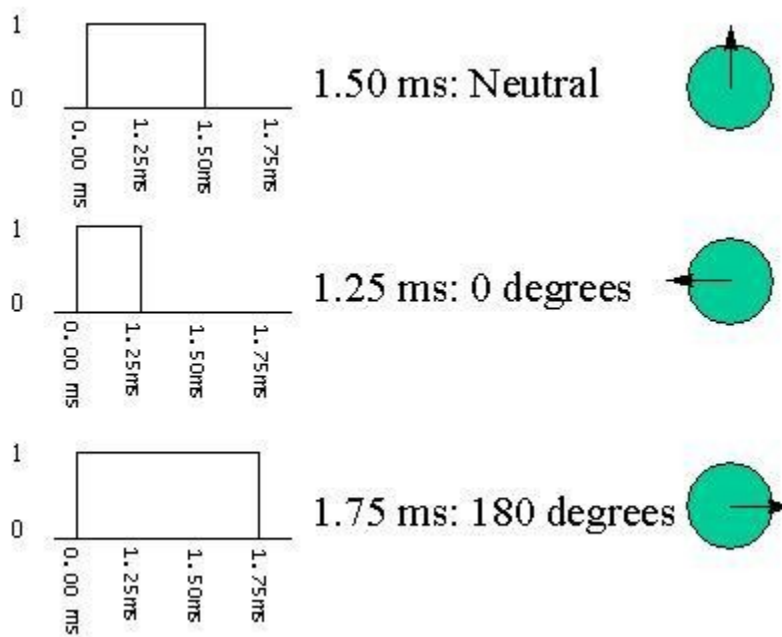 1
0
0.00 ms
1.25ms
1.50ms
1.75ms
1.50 ms: Neutral
1
0
0.00 ms
1.25ms
1.50ms
1.75ms
1.25 ms: 0 degrees
1
0
0.00 ms
1.25ms
1.50ms
1.75ms
1.75 ms: 180 degrees